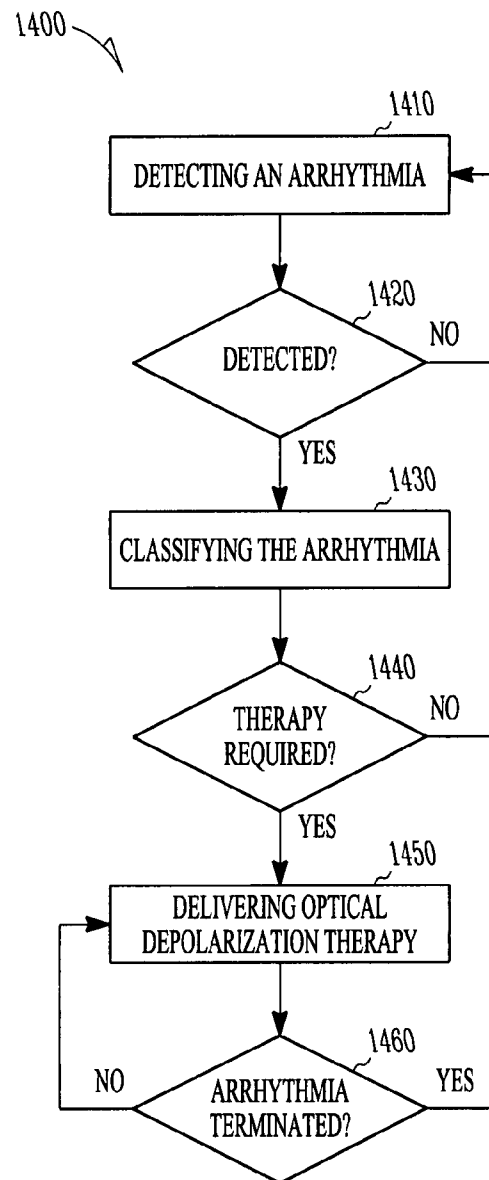 1400
1410
DETECTING AN ARRHYTHMIA
1420
DETECTED?
NO
YES
1430
CLASSIFYING THE ARRHYTHMIA
1440
THERAPY
REQUIRED?
NO
YES
1450
DELIVERING OPTICAL
DEPOLARIZATION THERAPY
1460
NO
ARRHYTHMIA
TERMINATED?
YES